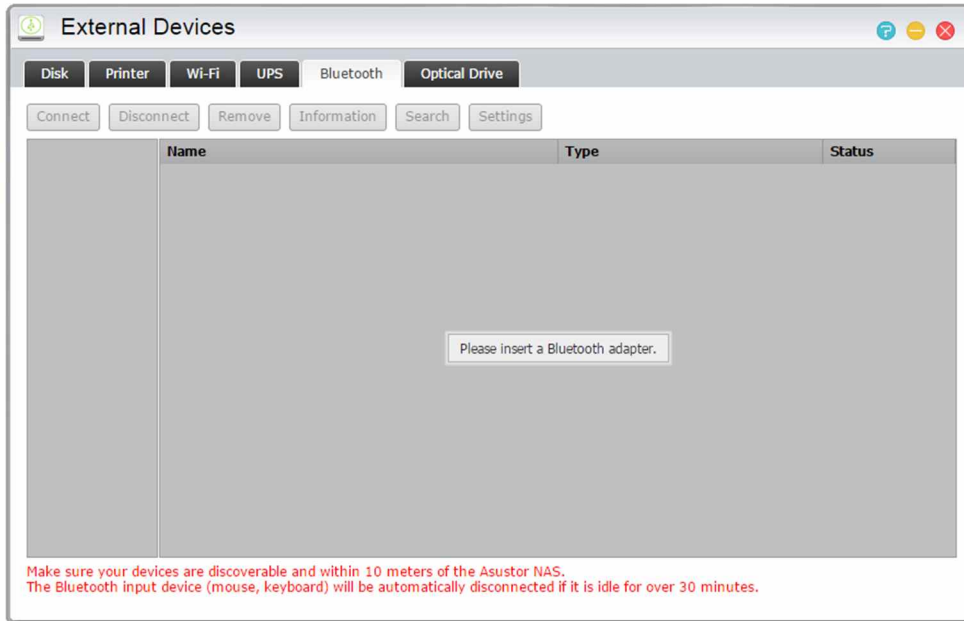 External Devices
Disk Printer Wi-Fi UPS Bluetooth Optical Drive
Connect Disconnect Remove Information Search Settings
Name Type Status
Please insert a Bluetooth adapter.
Make sure your devices are discoverable and within 10 meters of the Asustor NAS.
The Bluetooth input device (mouse, keyboard) will be automatically disconnected if it is idle for over 30 minutes.